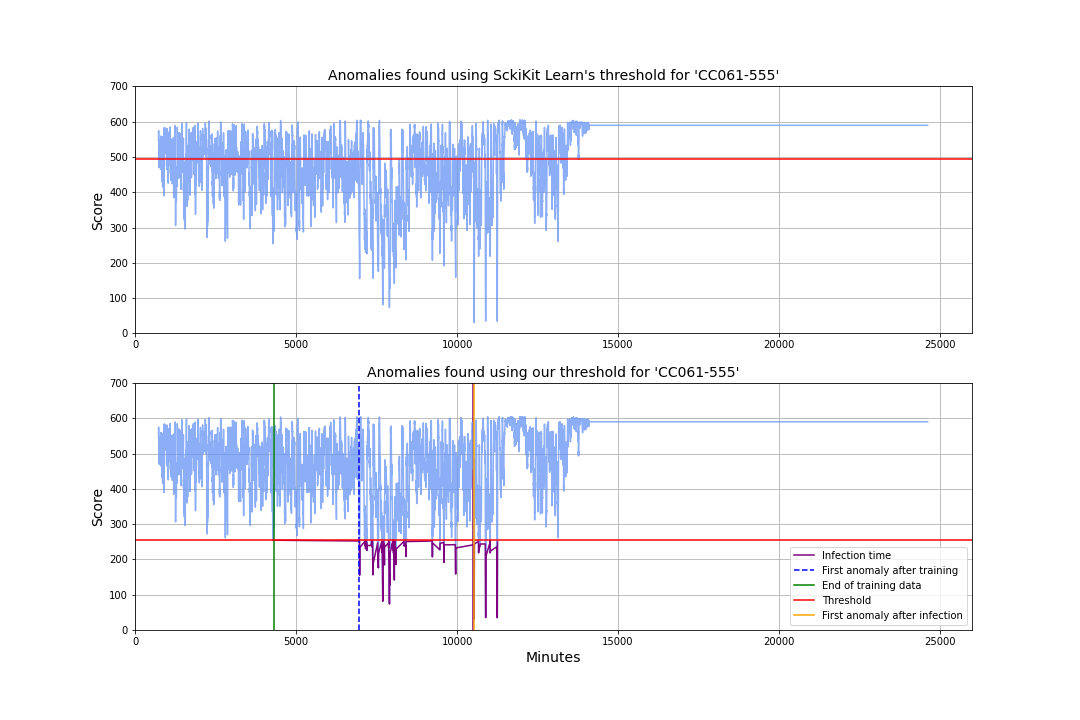 Anomalies found using SckiKit Learn's threshold for 'CC061-555'
700
600
500
400
300
200
100
0
Score
0 5000 10000 15000 20000 25000
Anomalies found using our threshold for 'CC061-555'
700
600
500
400
300
200
100
0
Score
Infection time
First anomaly after training
End of training data
Threshold
First anomaly after infection
0 5000 10000 15000 20000 25000
Minutes